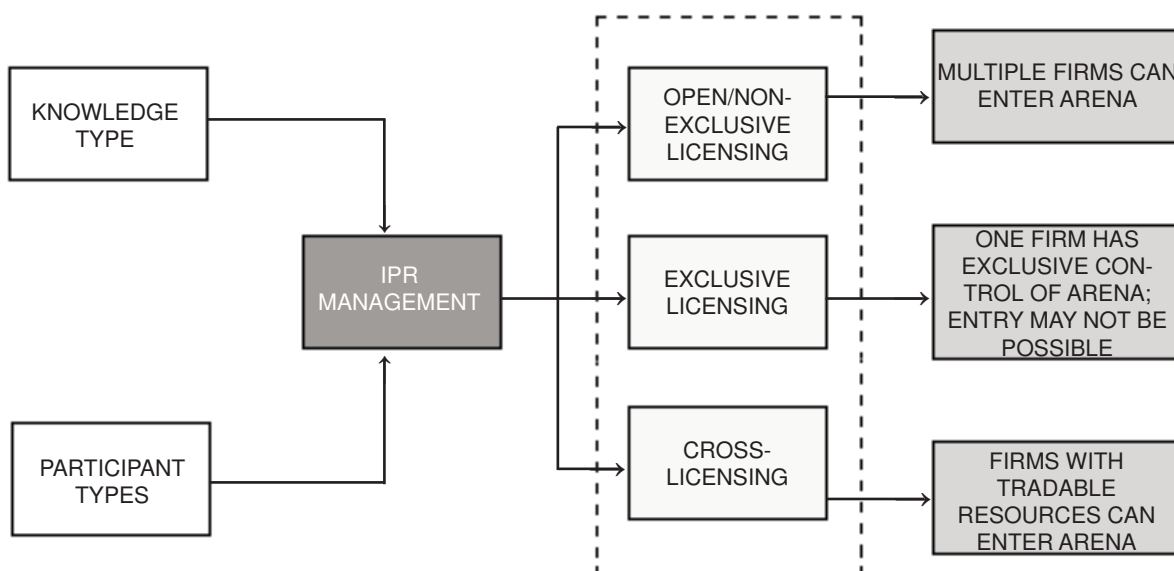 KNOWLEDGE
TYPE
PARTICIPANT
TYPES
IPR
MANAGEMENT
OPEN/NON-
EXCLUSIVE
LICENSING
EXCLUSIVE
LICENSING
CROSS-
LICENSING
MULTIPLE FIRMS CAN
ENTER ARENA
ONE FIRM HAS
EXCLUSIVE CON-
TROL OF ARENA;
ENTRY MAY NOT BE
POSSIBLE
FIRMS WITH
TRADABLE
RESOURCES CAN
ENTER ARENA